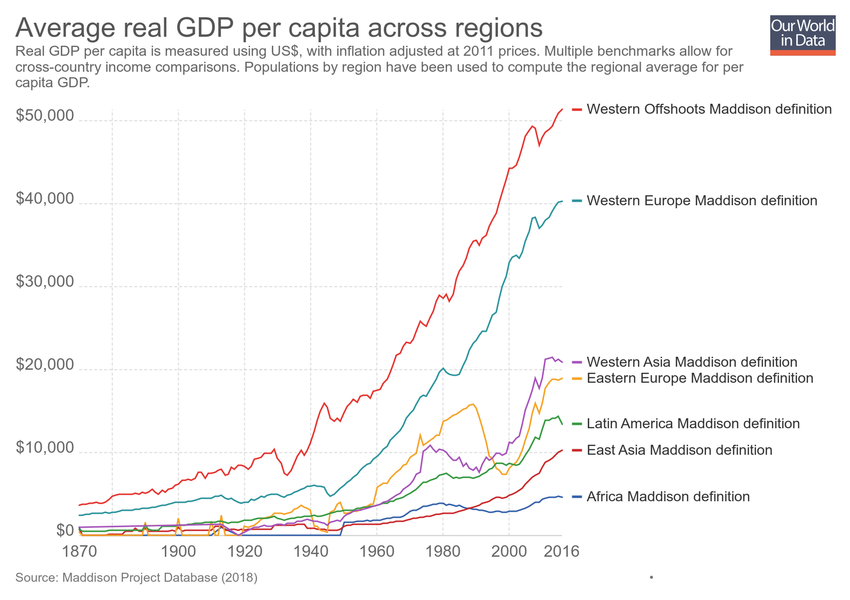 Average real GDP per capita across regions
Our World
in Data
Real GDP per capita is measured using US$, with inflation adjusted at 2011 prices. Multiple benchmarks allow for
cross-country income comparisons. Populations by region have been used to compute the regional average for per
capita GDP.
$50,000
$40,000
$30,000
$20,000
$10,000
$0
1870
1900
1920
1940
1960
1980
2000
2016
Western Offshoots Maddison definition
Western Europe Maddison definition
Western Asia Maddison definition
Eastern Europe Maddison definition
Latin America Maddison definition
East Asia Maddison definition
Africa Maddison definition
Source: Maddison Project Database (2018)